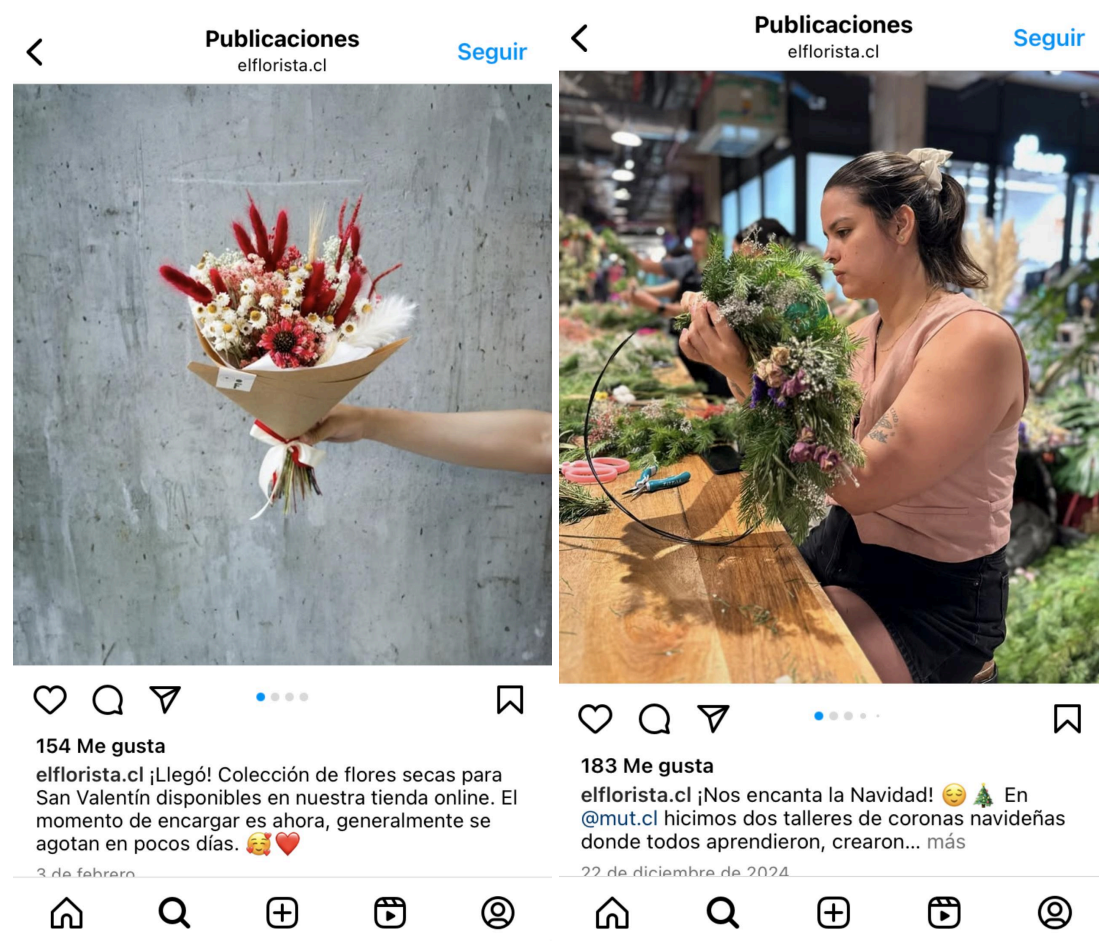 Publicaciones
elflorista.cl
Seguir
154 Me gusta
elflorista.cl ¡Llegó! Colección de flores secas para
San Valentín disponibles en nuestra tienda online. El
momento de encargar es ahora, generalmente se
agotan en pocos días. 🥰❤️
3 de febrero
Publicaciones
elflorista.cl
Seguir
183 Me gusta
elflorista.cl ¡Nos encanta la Navidad! 😌🎄 En
@mut.cl hicimos dos talleres de coronas navideñas
donde todos aprendieron, crearon... más
22 de diciembre de 2024